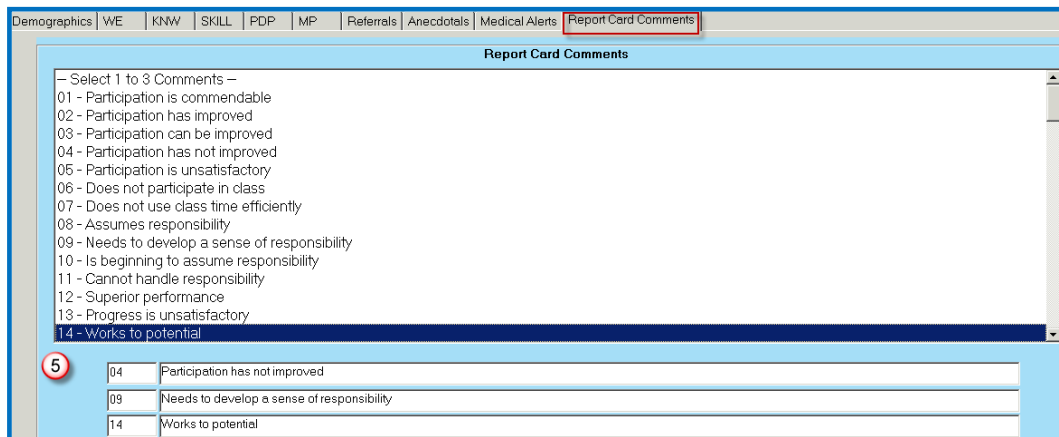 Demographics WE KNW SKILL PDP MP Referrals Anecdotals Medical Alerts Report Card Comments
Report Card Comments
-- Select 1 to 3 Comments --
01 - Participation is commendable
02 - Participation has improved
03 - Participation can be improved
04 - Participation has not improved
05 - Participation is unsatisfactory
06 - Does not participate in class
07 - Does not use class time efficiently
08 - Assumes responsibility
09 - Needs to develop a sense of responsibility
10 - Is beginning to assume responsibility
11 - Cannot handle responsibility
12 - Superior performance
13 - Progress is unsatisfactory
14 - Works to potential
5 04 Participation has not improved
09 Needs to develop a sense of responsibility
14 Works to potential